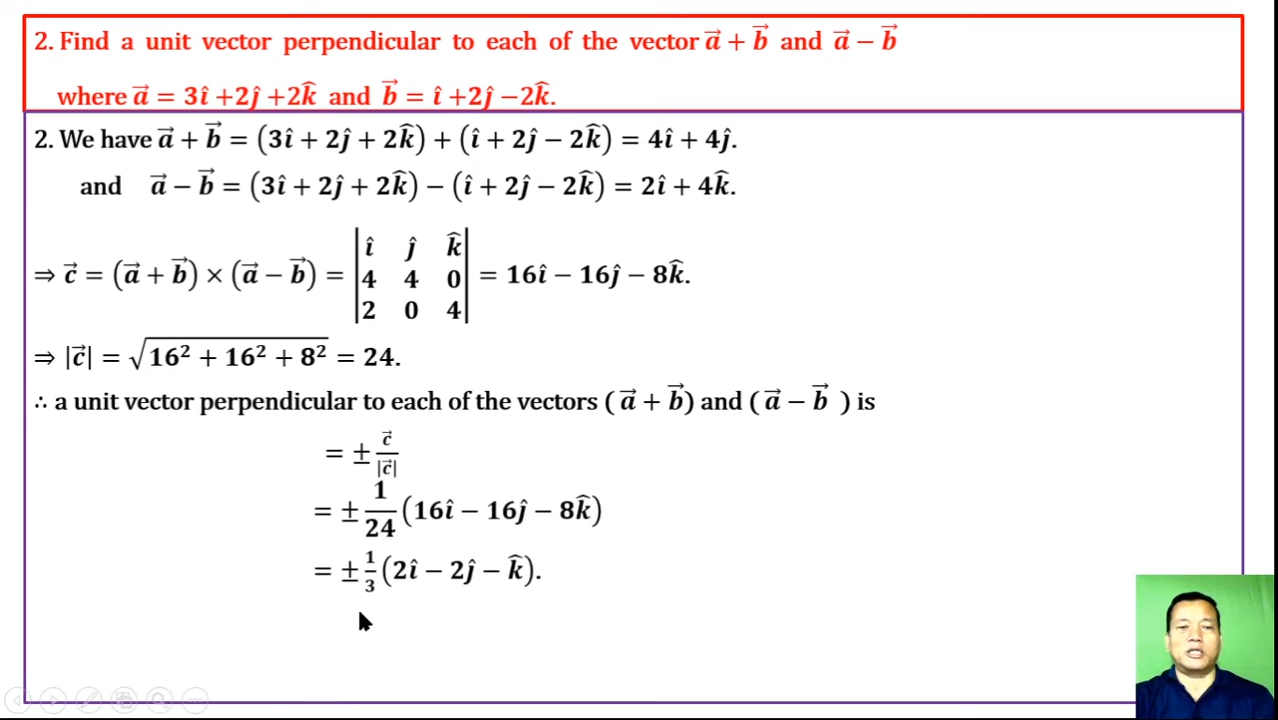 2. Find a unit vector perpendicular to each of the vector a⃗ + b⃗ and a⃗ − b⃗
where a⃗ = 3î +2ĵ +2k̂ and b⃗ = î +2ĵ −2k̂.
2. We have a⃗ + b⃗ = (3î + 2ĵ + 2k̂) + (î + 2ĵ − 2k̂) = 4î + 4ĵ.
and a⃗ − b⃗ = (3î + 2ĵ + 2k̂) − (î + 2ĵ − 2k̂) = 2î + 4k̂.
⇒ c⃗ = (a⃗ + b⃗) × (a⃗ − b⃗) = |î ĵ k̂; 4 4 0; 2 0 4| = 16î − 16ĵ − 8k̂.
⇒ |c⃗| = √(16² + 16² + 8²) = 24.
∴ a unit vector perpendicular to each of the vectors ( a⃗ + b⃗) and ( a⃗ − b⃗ ) is
= ± c⃗/|c⃗|
= ± 1/24 (16î − 16ĵ − 8k̂)
= ± 1/3 (2î − 2ĵ − k̂).